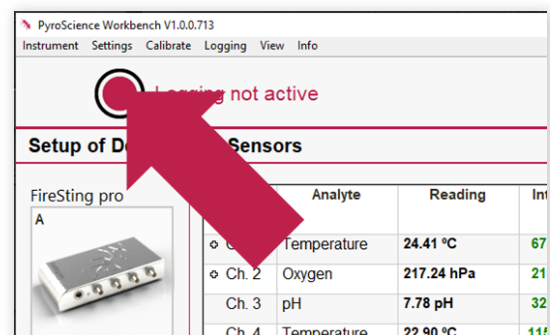 PyroScience Workbench V1.0.0.713
Instrument Settings Calibrate Logging View Info
Logging not active
Setup of Sensors
FireSting pro
A
Analyte Reading
Temperature 24.41 ºC 67
Ch. 2 Oxygen 217.24 hPa 21
Ch. 3 pH 7.78 pH 32
Ch. 4 Temperature 22.90 ºC